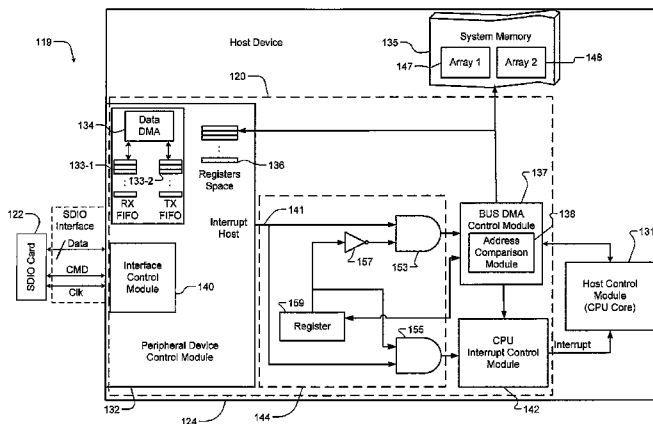 119
Host Device
135
System Memory
147
Array 1
Array 2
148
120
134
Data
DMA
133-1
133-2
RX
FIFO
TX
FIFO
Registers
Space
136
137
BUS DMA
Control Module
138
Address
Comparison
Module
131
Host Control
Module
(CPU Core)
122
SDIO Card
SDIO
Interface
Data
CMD
Clk
Interface
Control
Module
140
Interrupt
Host
141
157
153
159
Register
155
CPU
Interrupt Control
Module
Interrupt
142
Peripheral Device
Control Module
132
124
144